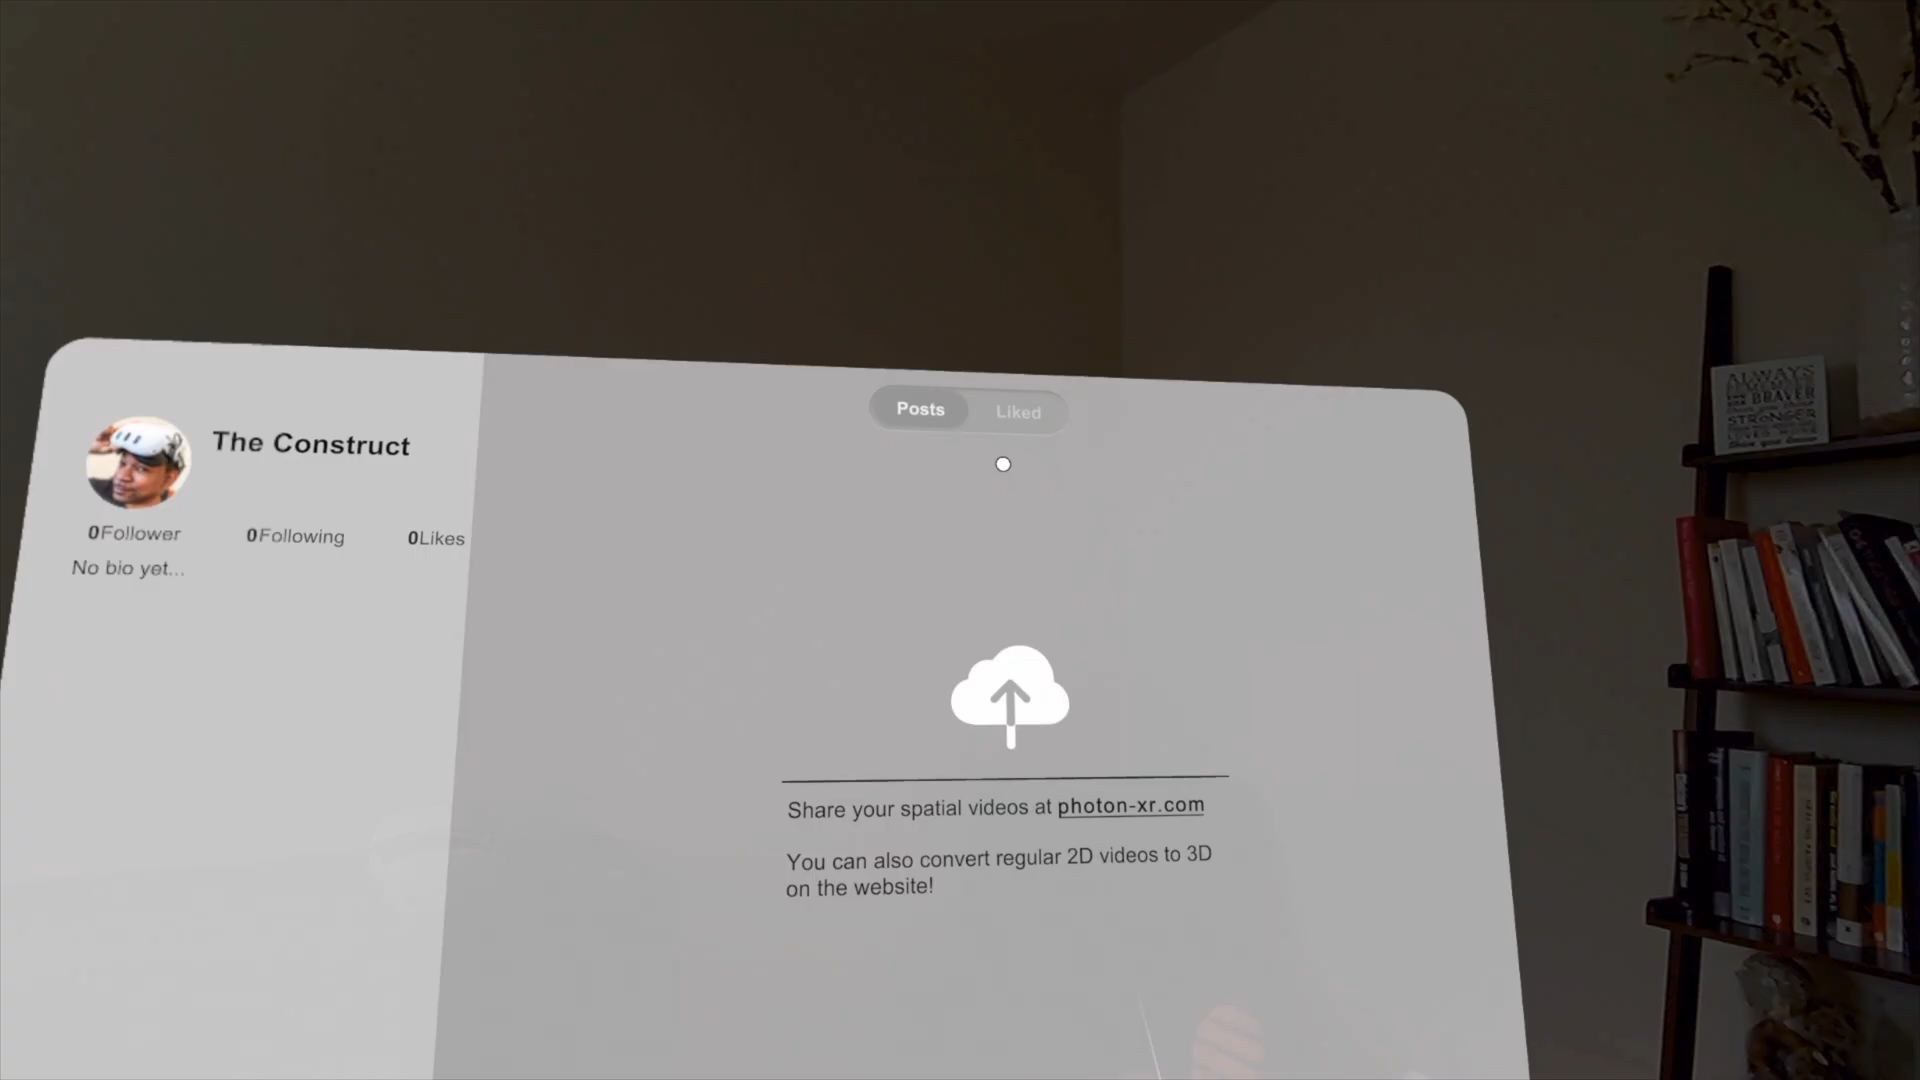 Posts
Liked
The Construct
0Follower
0Following
0Likes
No bio yet...
Share your spatial videos at photon-xr.com
You can also convert regular 2D videos to 3D
on the website!
ALWAYS
BRAVER
STRONGER